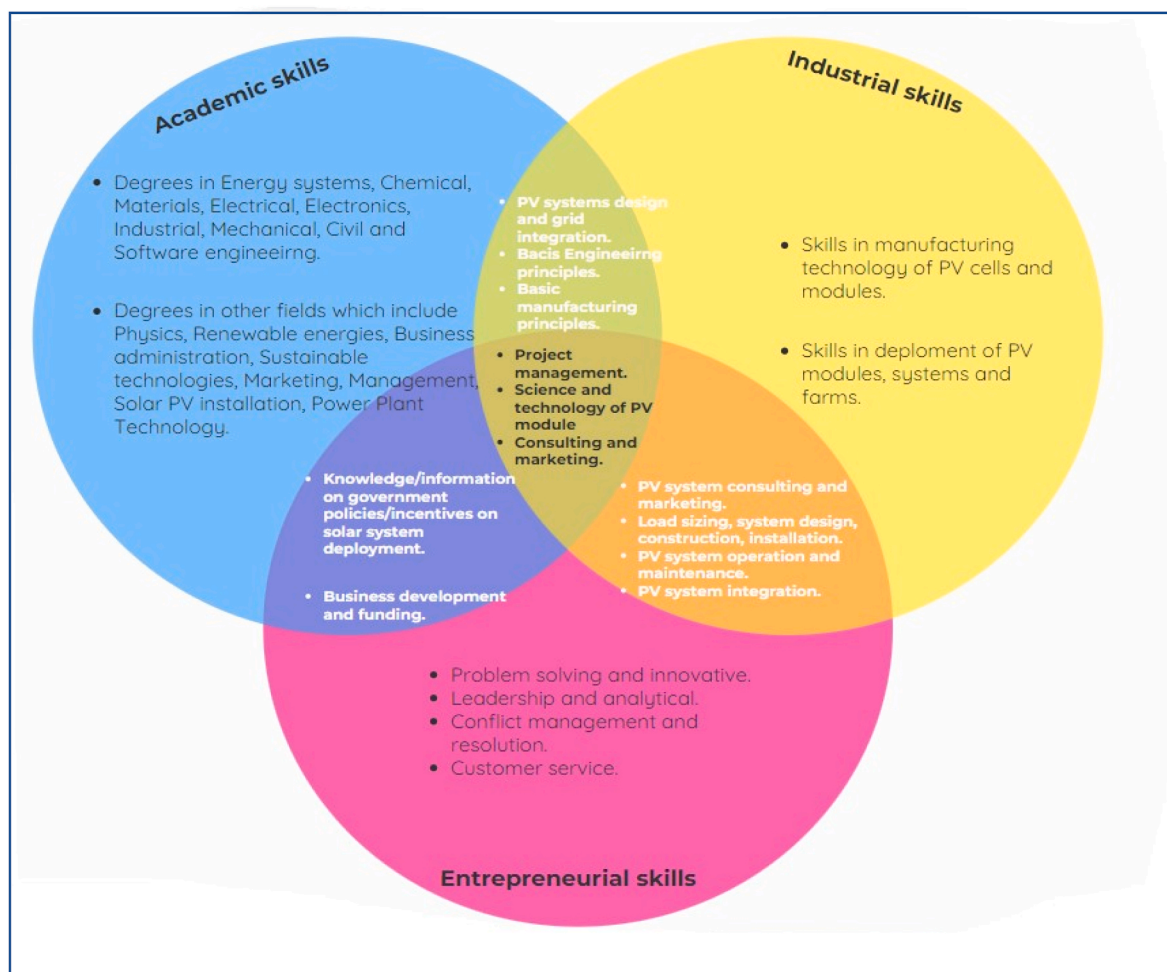 Academic skills
Industrial skills
• Degrees in Energy systems, Chemical,
Materials, Electrical, Electronics,
Industrial, Mechanical, Civil and
Software engineeirng.
• Degrees in other fields which include
Physics, Renewable energies, Business
administration, Sustainable
technologies, Marketing, Management,
Solar PV installation, Power Plant
Technology.
• PV systems design
and grid
integration.
• Bacis Engineeirng
principles.
• Basic
manufacturing
principles.
• Skills in manufacturing
technology of PV cells and
modules.
• Skills in deploment of PV
modules, systems and
farms.
• Project
management.
• Science and
technology of PV
module
• Consulting and
marketing.
• Knowledge/information
on government
policies/incentives on
solar system
deployment.
• Business development
and funding.
• PV system consulting and
marketing.
• Load sizing, system design,
construction, installation.
• PV system operation and
maintenance.
• PV system integration.
• Problem solving and innovative.
• Leadership and analytical.
• Conflict management and
resolution.
• Customer service.
Entrepreneurial skills